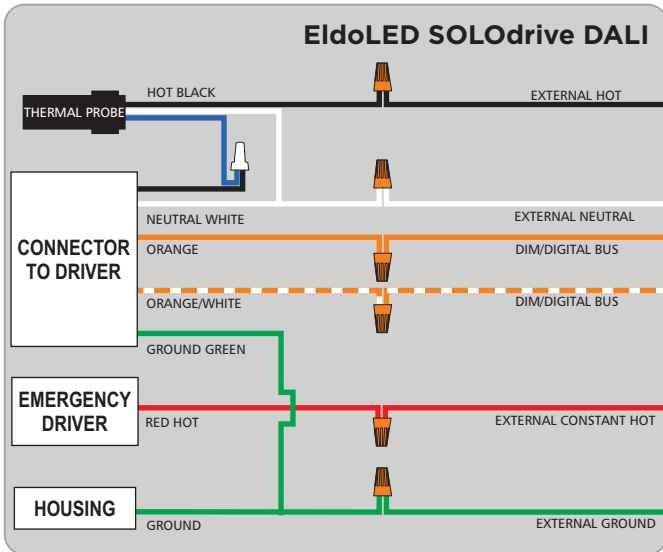 EldoLED SOLOdrive DALI
HOT BLACK
EXTERNAL HOT
THERMAL PROBE
NEUTRAL WHITE
EXTERNAL NEUTRAL
CONNECTOR
TO DRIVER
ORANGE
DIM/DIGITAL BUS
ORANGE/WHITE
DIM/DIGITAL BUS
GROUND GREEN
EMERGENCY
DRIVER
RED HOT
EXTERNAL CONSTANT HOT
HOUSING
GROUND
EXTERNAL GROUND